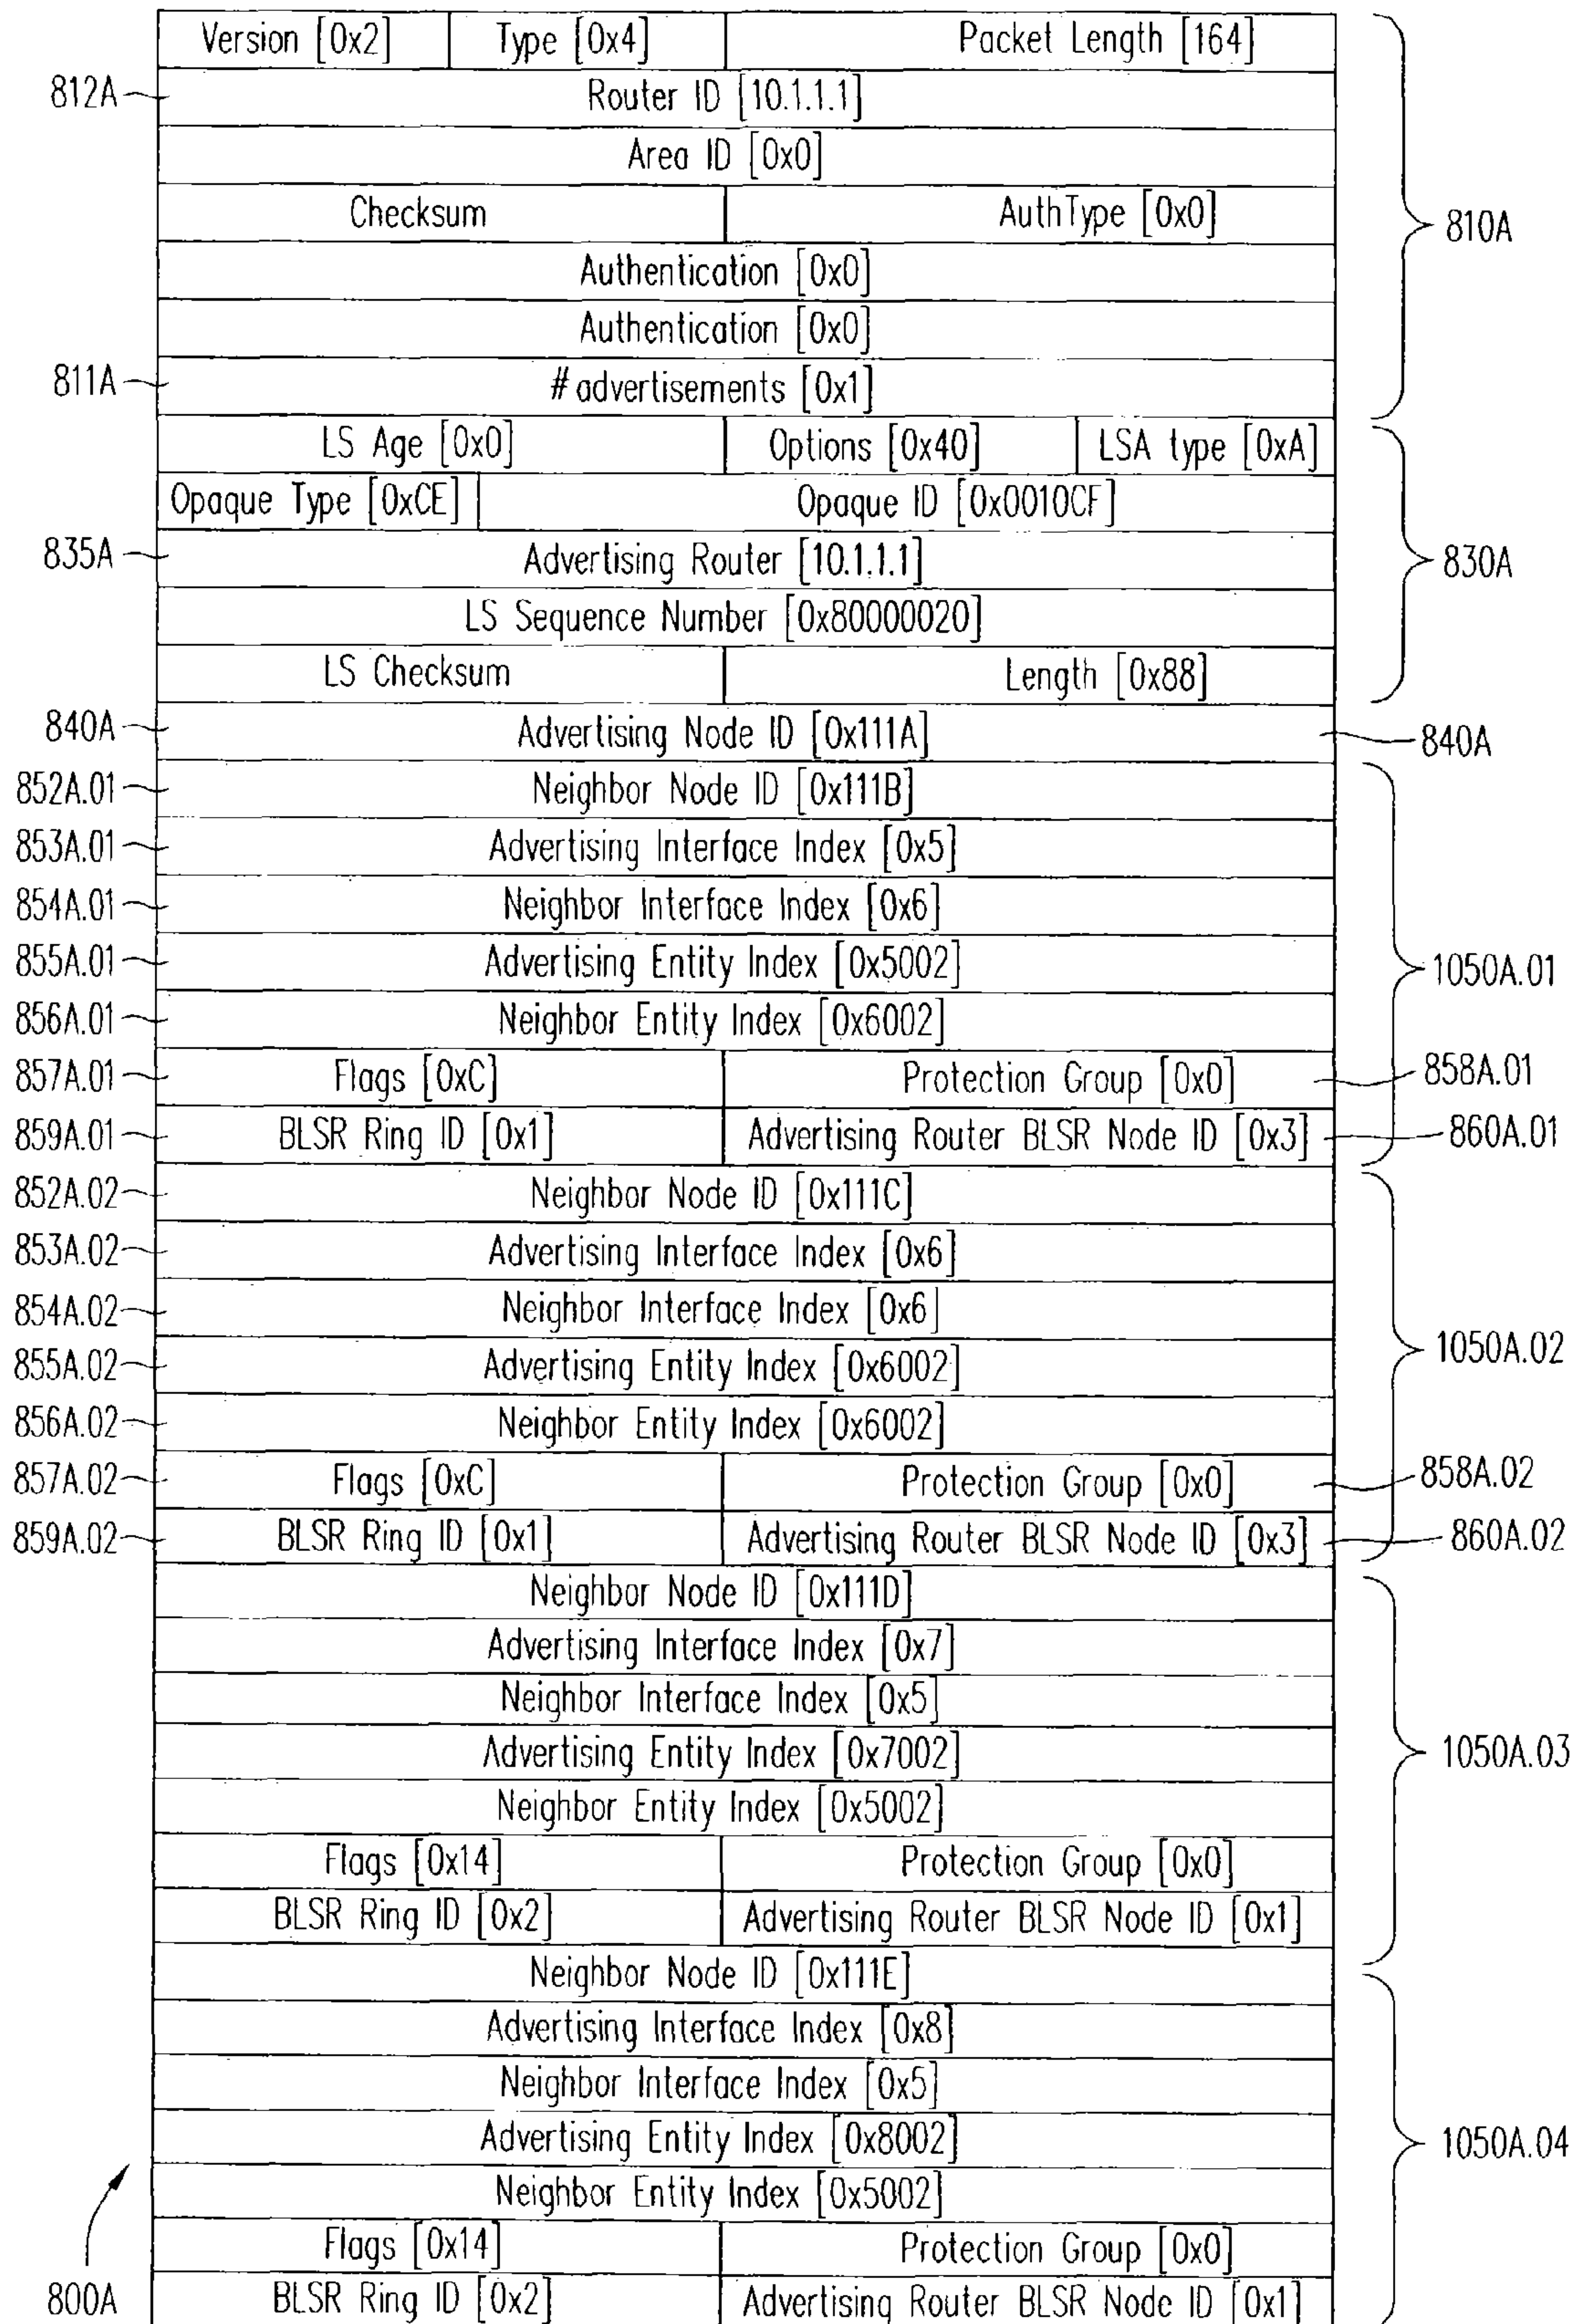 Version [0x2] Type [0x4] Packet Length [164]
812A Router ID [10.1.1.1]
Area ID [0x0]
Checksum AuthType [0x0] 810A
Authentication [0x0]
Authentication [0x0]
811A #advertisements [0x1]
LS Age [0x0] Options [0x40] LSA type [0xA]
Opaque Type [0xCE] Opaque ID [0x0010CF]
835A Advertising Router [10.1.1.1] 830A
LS Sequence Number [0x80000020]
LS Checksum Length [0x88]
840A Advertising Node ID [0x111A] 840A
852A.01 Neighbor Node ID [0x111B]
853A.01 Advertising Interface Index [0x5]
854A.01 Neighbor Interface Index [0x6]
855A.01 Advertising Entity Index [0x5002] 1050A.01
856A.01 Neighbor Entity Index [0x6002]
857A.01 Flags [0xC] Protection Group [0x0] 858A.01
859A.01 BLSR Ring ID [0x1] Advertising Router BLSR Node ID [0x3] 860A.01
852A.02 Neighbor Node ID [0x111C]
853A.02 Advertising Interface Index [0x6]
854A.02 Neighbor Interface Index [0x6]
855A.02 Advertising Entity Index [0x6002] 1050A.02
856A.02 Neighbor Entity Index [0x6002]
857A.02 Flags [0xC] Protection Group [0x0] 858A.02
859A.02 BLSR Ring ID [0x1] Advertising Router BLSR Node ID [0x3] 860A.02
Neighbor Node ID [0x111D]
Advertising Interface Index [0x7]
Neighbor Interface Index [0x5]
Advertising Entity Index [0x7002] 1050A.03
Neighbor Entity Index [0x5002]
Flags [0x14] Protection Group [0x0]
BLSR Ring ID [0x2] Advertising Router BLSR Node ID [0x1]
Neighbor Node ID [0x111E]
Advertising Interface Index [0x8]
Neighbor Interface Index [0x5]
Advertising Entity Index [0x8002] 1050A.04
Neighbor Entity Index [0x5002]
Flags [0x14] Protection Group [0x0]
800A BLSR Ring ID [0x2] Advertising Router BLSR Node ID [0x1]